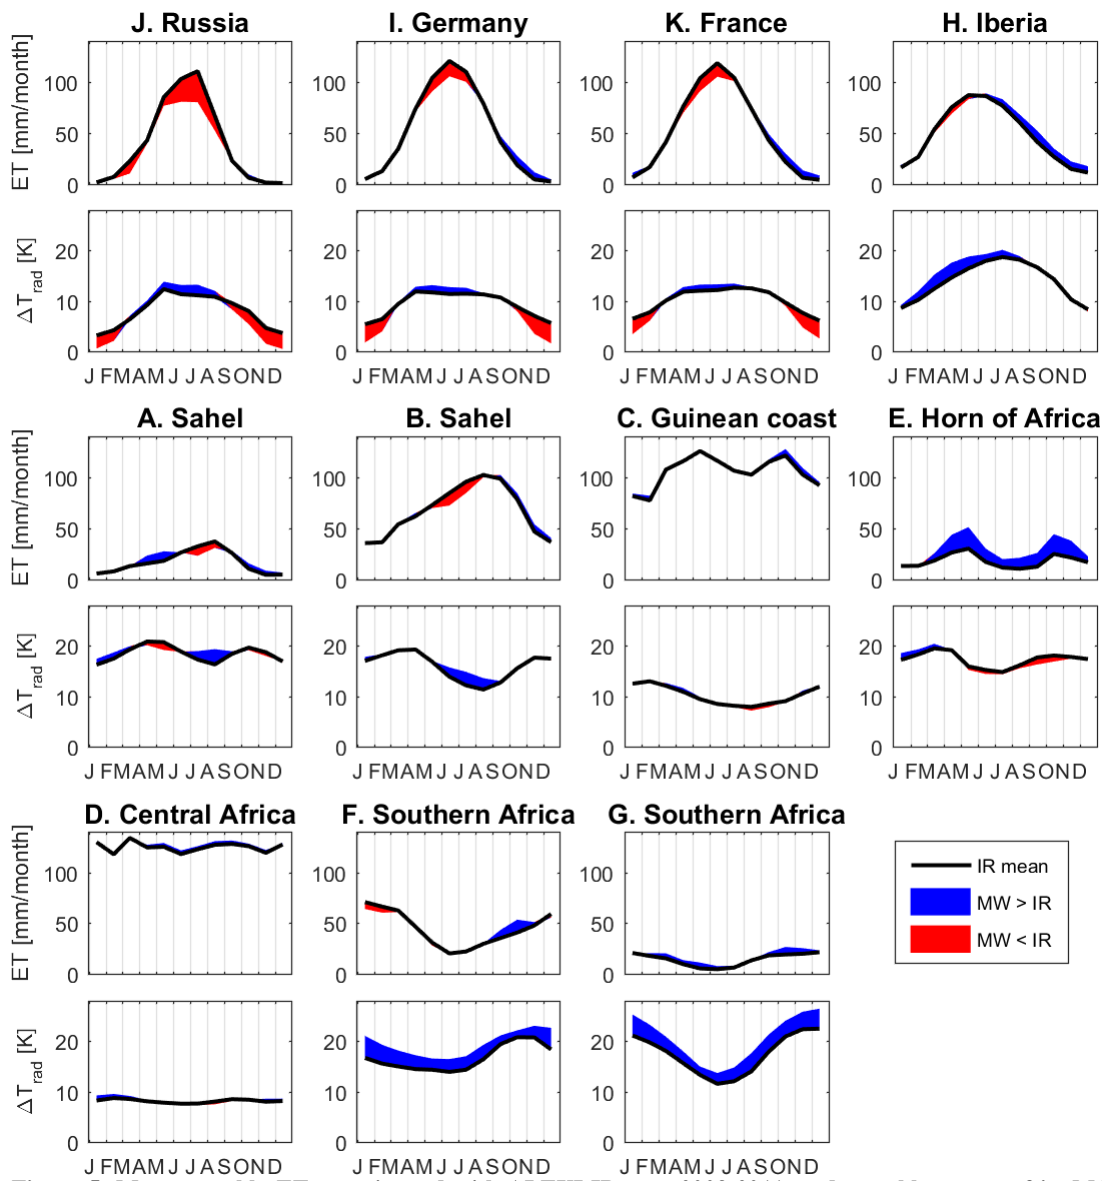 J. Russia
I. Germany
K. France
H. Iberia
ET [mm/month]
100
50
0
100
50
0
100
50
0
100
50
0
ΔTrad [K]
20
10
0
20
10
0
20
10
0
20
10
0
J FMAMJ J ASOND
J FMAMJ J ASOND
J FMAMJ J ASOND
J FMAMJ J ASOND
A. Sahel
B. Sahel
C. Guinean coast
E. Horn of Africa
ET [mm/month]
100
50
0
100
50
0
100
50
0
100
50
0
ΔTrad [K]
20
10
0
20
10
0
20
10
0
20
10
0
J FMAMJ J ASOND
J FMAMJ J ASOND
J FMAMJ J ASOND
J FMAMJ J ASOND
D. Central Africa
F. Southern Africa
G. Southern Africa
ET [mm/month]
100
50
0
100
50
0
100
50
0
IR mean
MW > IR
MW < IR
ΔTrad [K]
20
10
0
20
10
0
20
10
0
J FMAMJ J ASOND
J FMAMJ J ASOND
J FMAMJ J ASOND